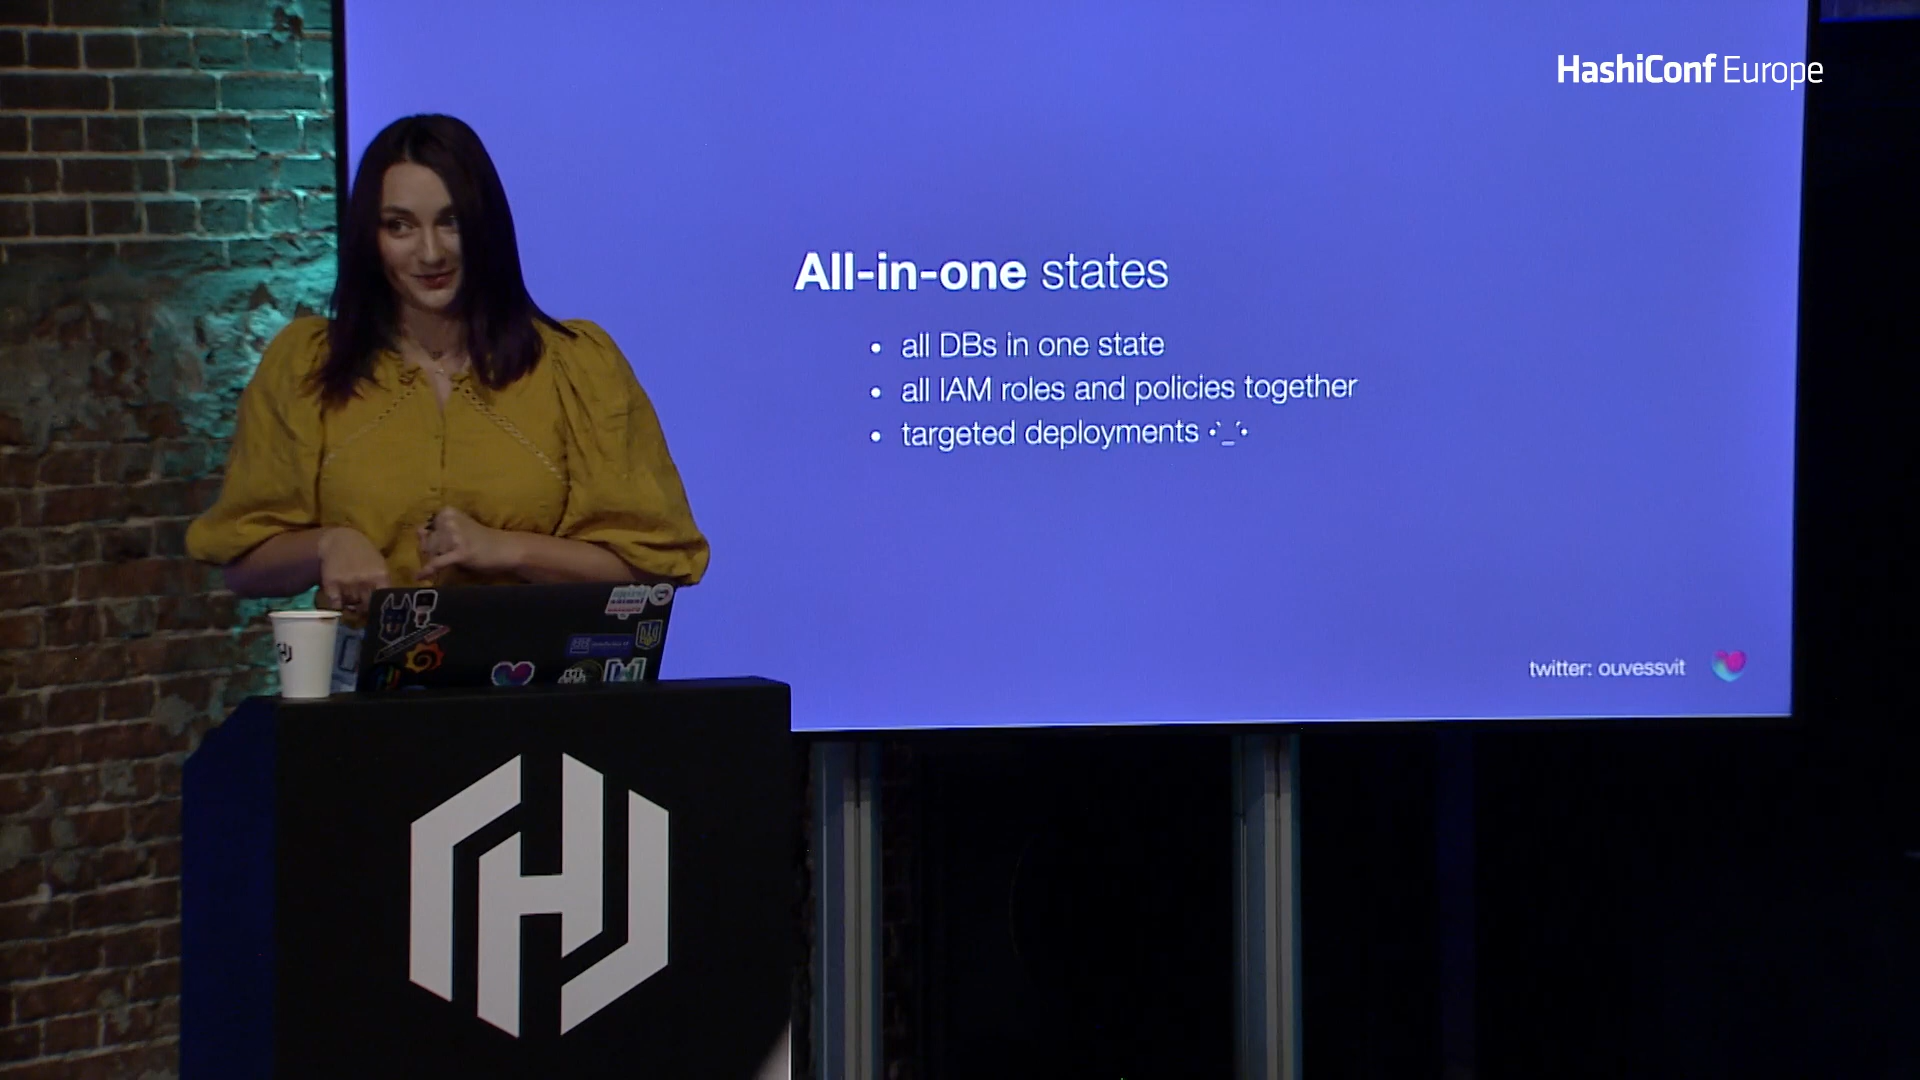 HashiConf Europe
All-in-one states
• all DBs in one state
• all IAM roles and policies together
• targeted deployments •`_´•
twitter: ouvessvit